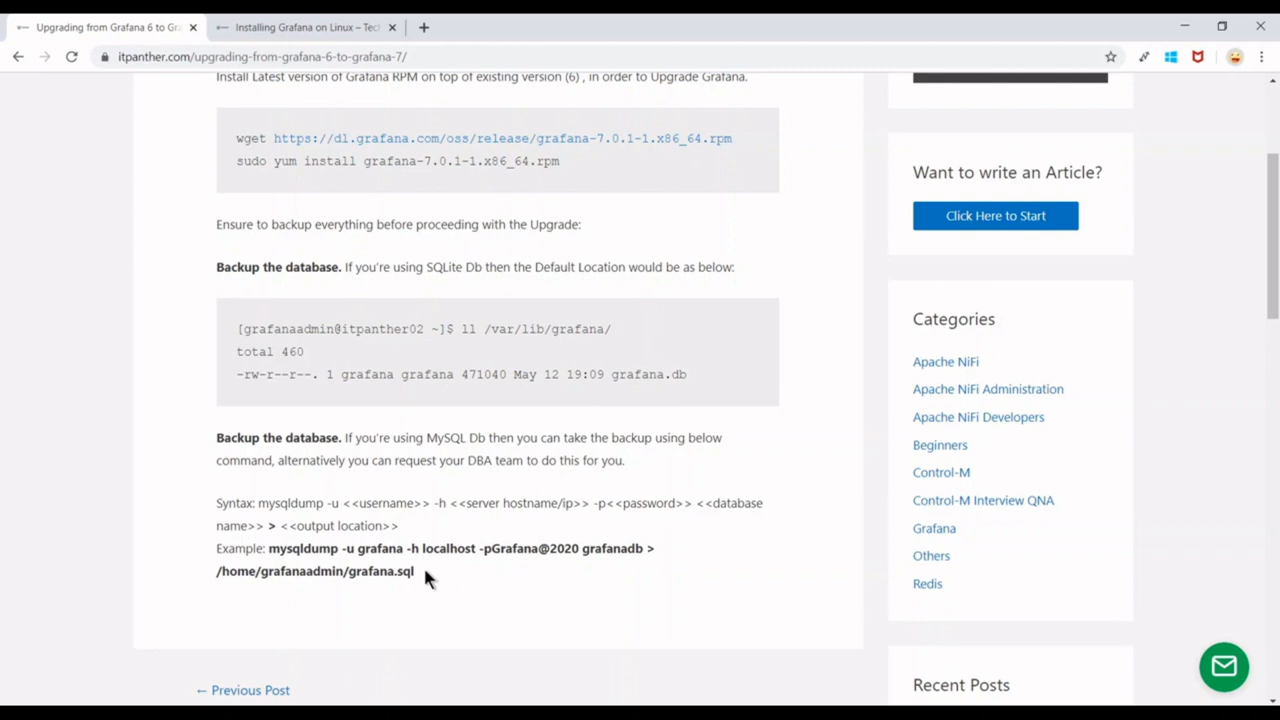 Upgrading from Grafana 6 to Gra
Installing Grafana on Linux – Tect
itpanther.com/upgrading-from-grafana-6-to-grafana-7/
Install Latest version of Grafana RPM on top of existing version (6) , in order to Upgrade Grafana.
wget https://dl.grafana.com/oss/release/grafana-7.0.1-1.x86_64.rpm
sudo yum install grafana-7.0.1-1.x86_64.rpm
Ensure to backup everything before proceeding with the Upgrade:
Backup the database. If you're using SQLite Db then the Default Location would be as below:
[grafanaadmin@itpanther02 ~]$ ll /var/lib/grafana/
total 460
-rw-r--r--. 1 grafana grafana 471040 May 12 19:09 grafana.db
Backup the database. If you're using MySQL Db then you can take the backup using below
command, alternatively you can request your DBA team to do this for you.
Syntax: mysqldump -u <<username>> -h <<server hostname/ip>> -p<<password>> <<database
name>> > <<output location>>
Example: mysqldump -u grafana -h localhost -pGrafana@2020 grafanadb >
/home/grafanaadmin/grafana.sql
← Previous Post
Want to write an Article?
Click Here to Start
Categories
Apache NiFi
Apache NiFi Administration
Apache NiFi Developers
Beginners
Control-M
Control-M Interview QNA
Grafana
Others
Redis
Recent Posts